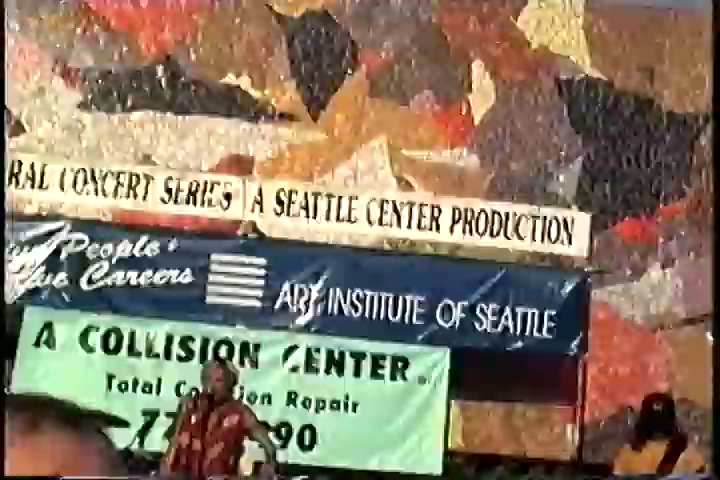 RAL CONCERT SERIES | A SEATTLE CENTER PRODUCTION
People
Careers
ART INSTITUTE OF SEATTLE
A COLLISION CENTER
Total Repair
90